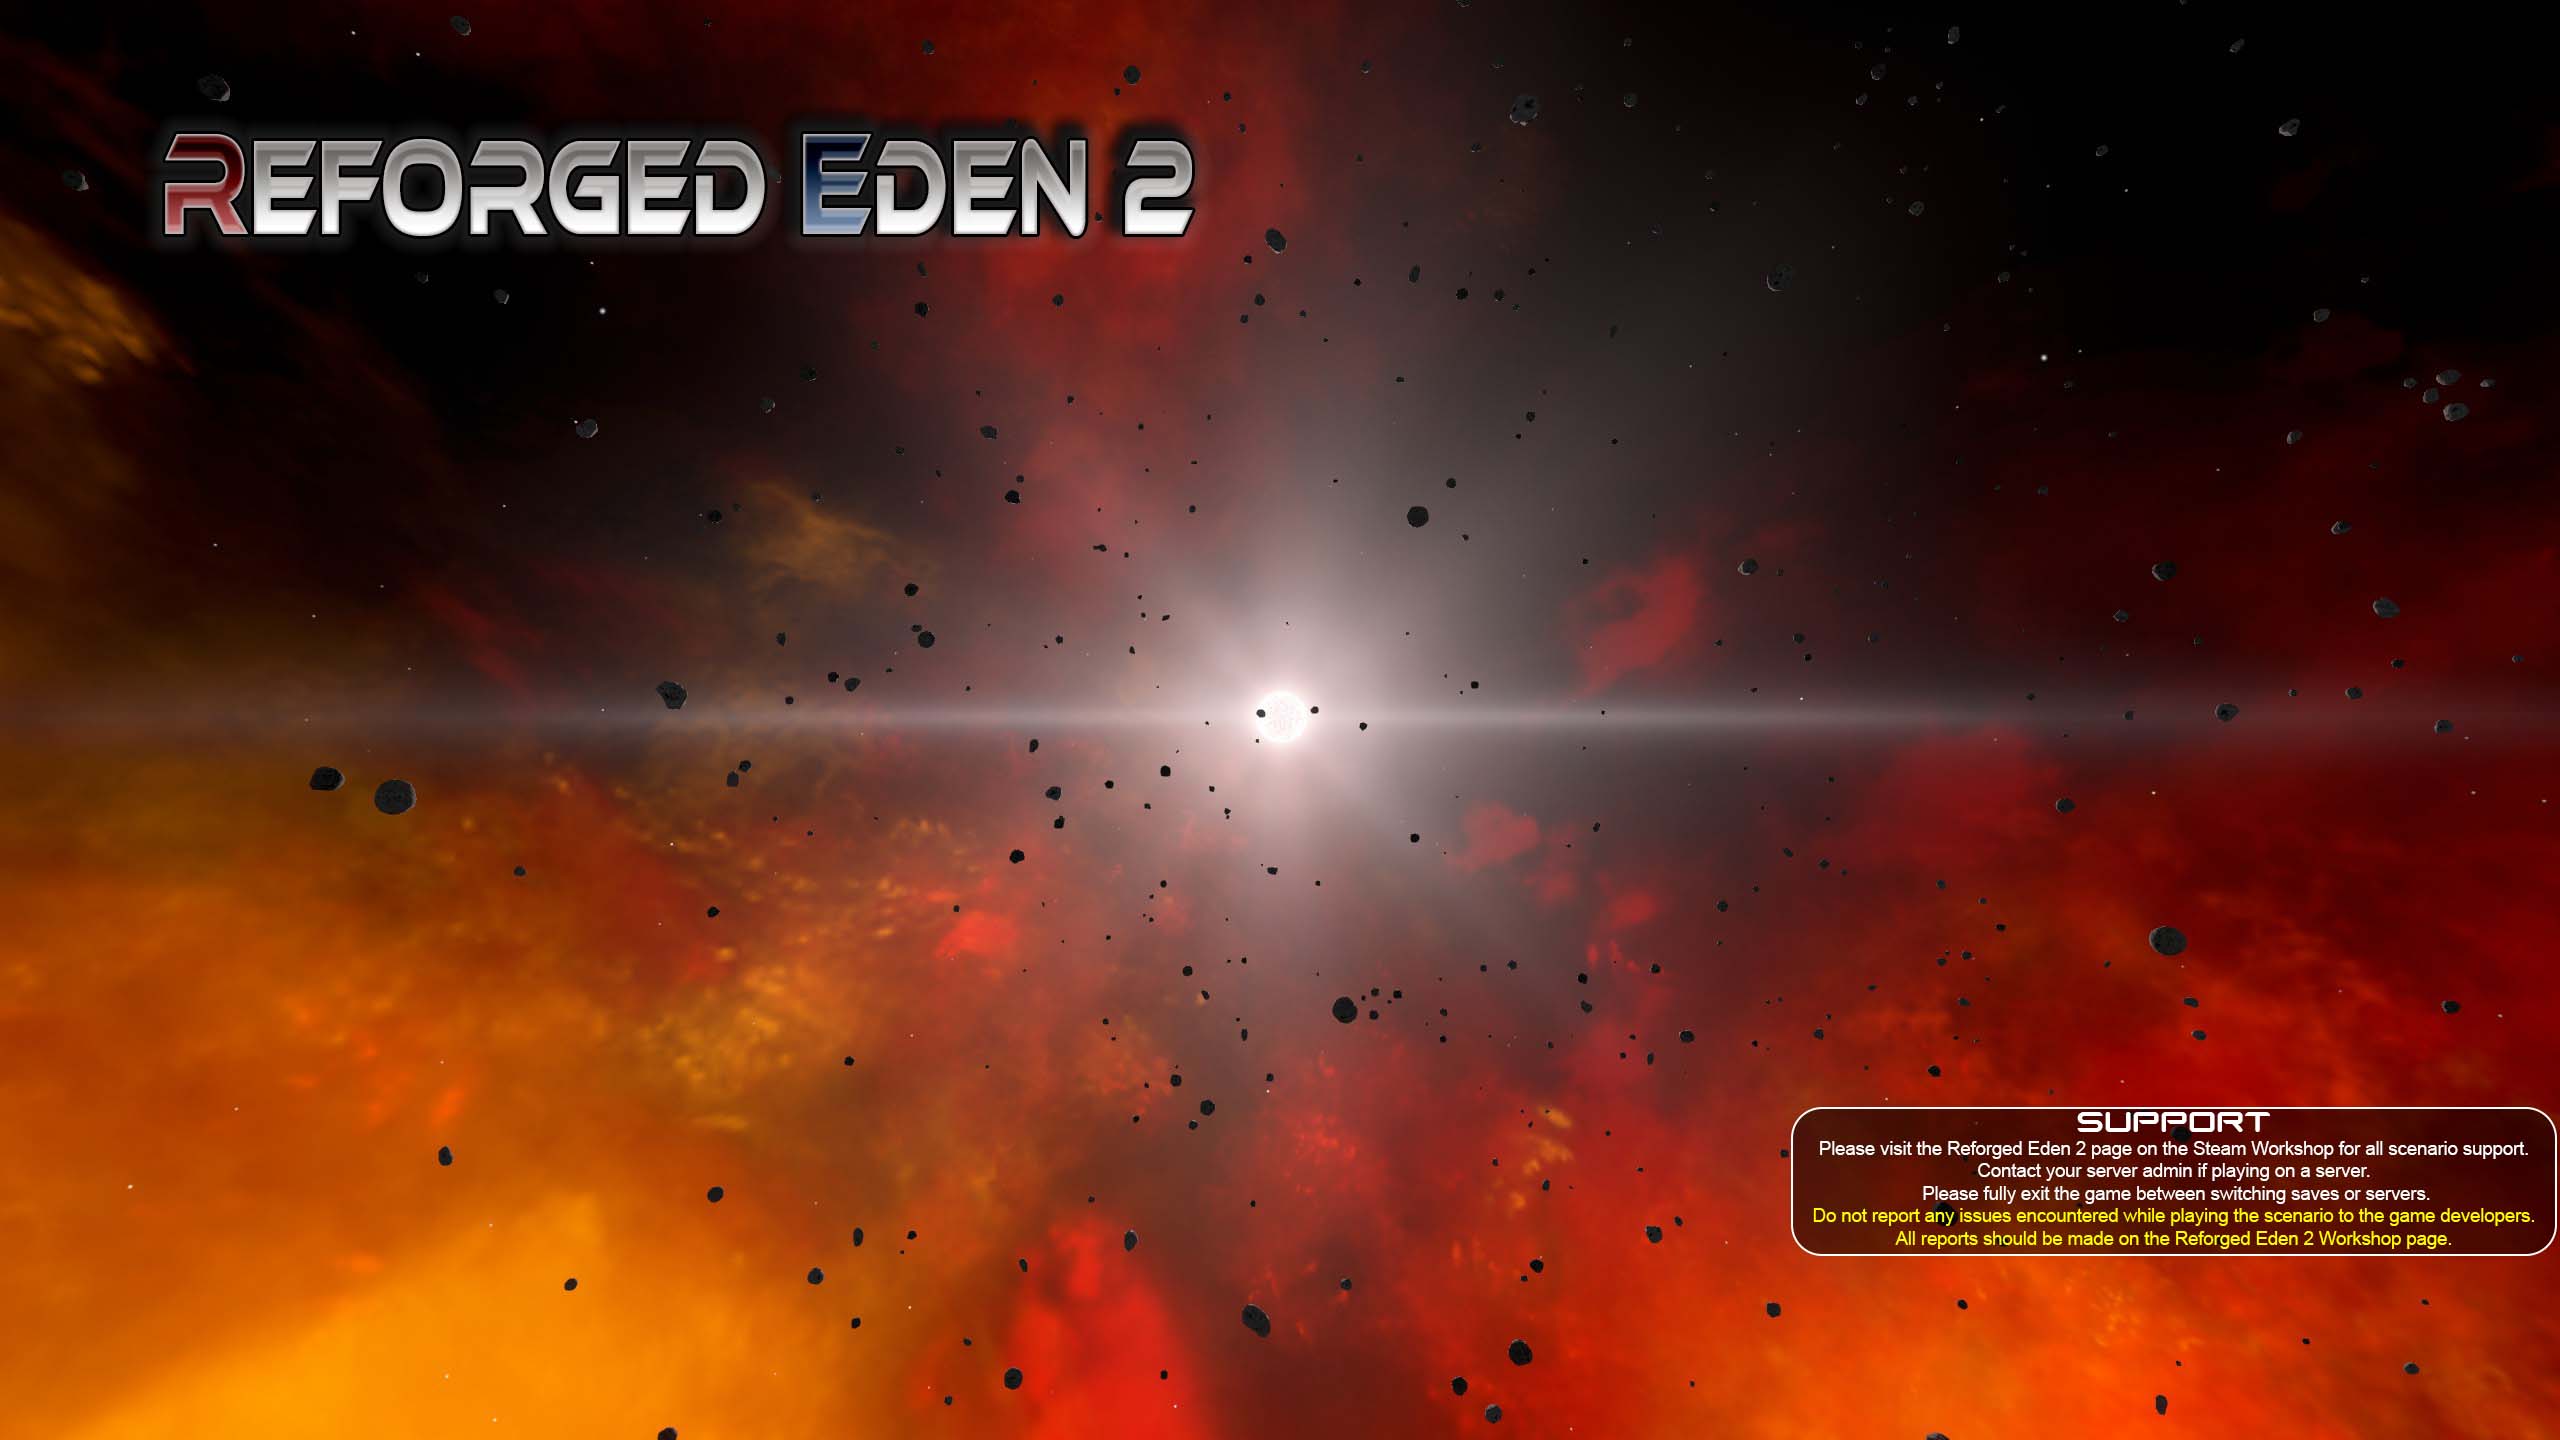 Reforged Eden 2
SUPPORT
Please visit the Reforged Eden 2 page on the Steam Workshop for all scenario support.
Contact your server admin if playing on a server.
Please fully exit the game between switching saves or servers.
Do not report any issues encountered while playing the scenario to the game developers.
All reports should be made on the Reforged Eden 2 Workshop page.